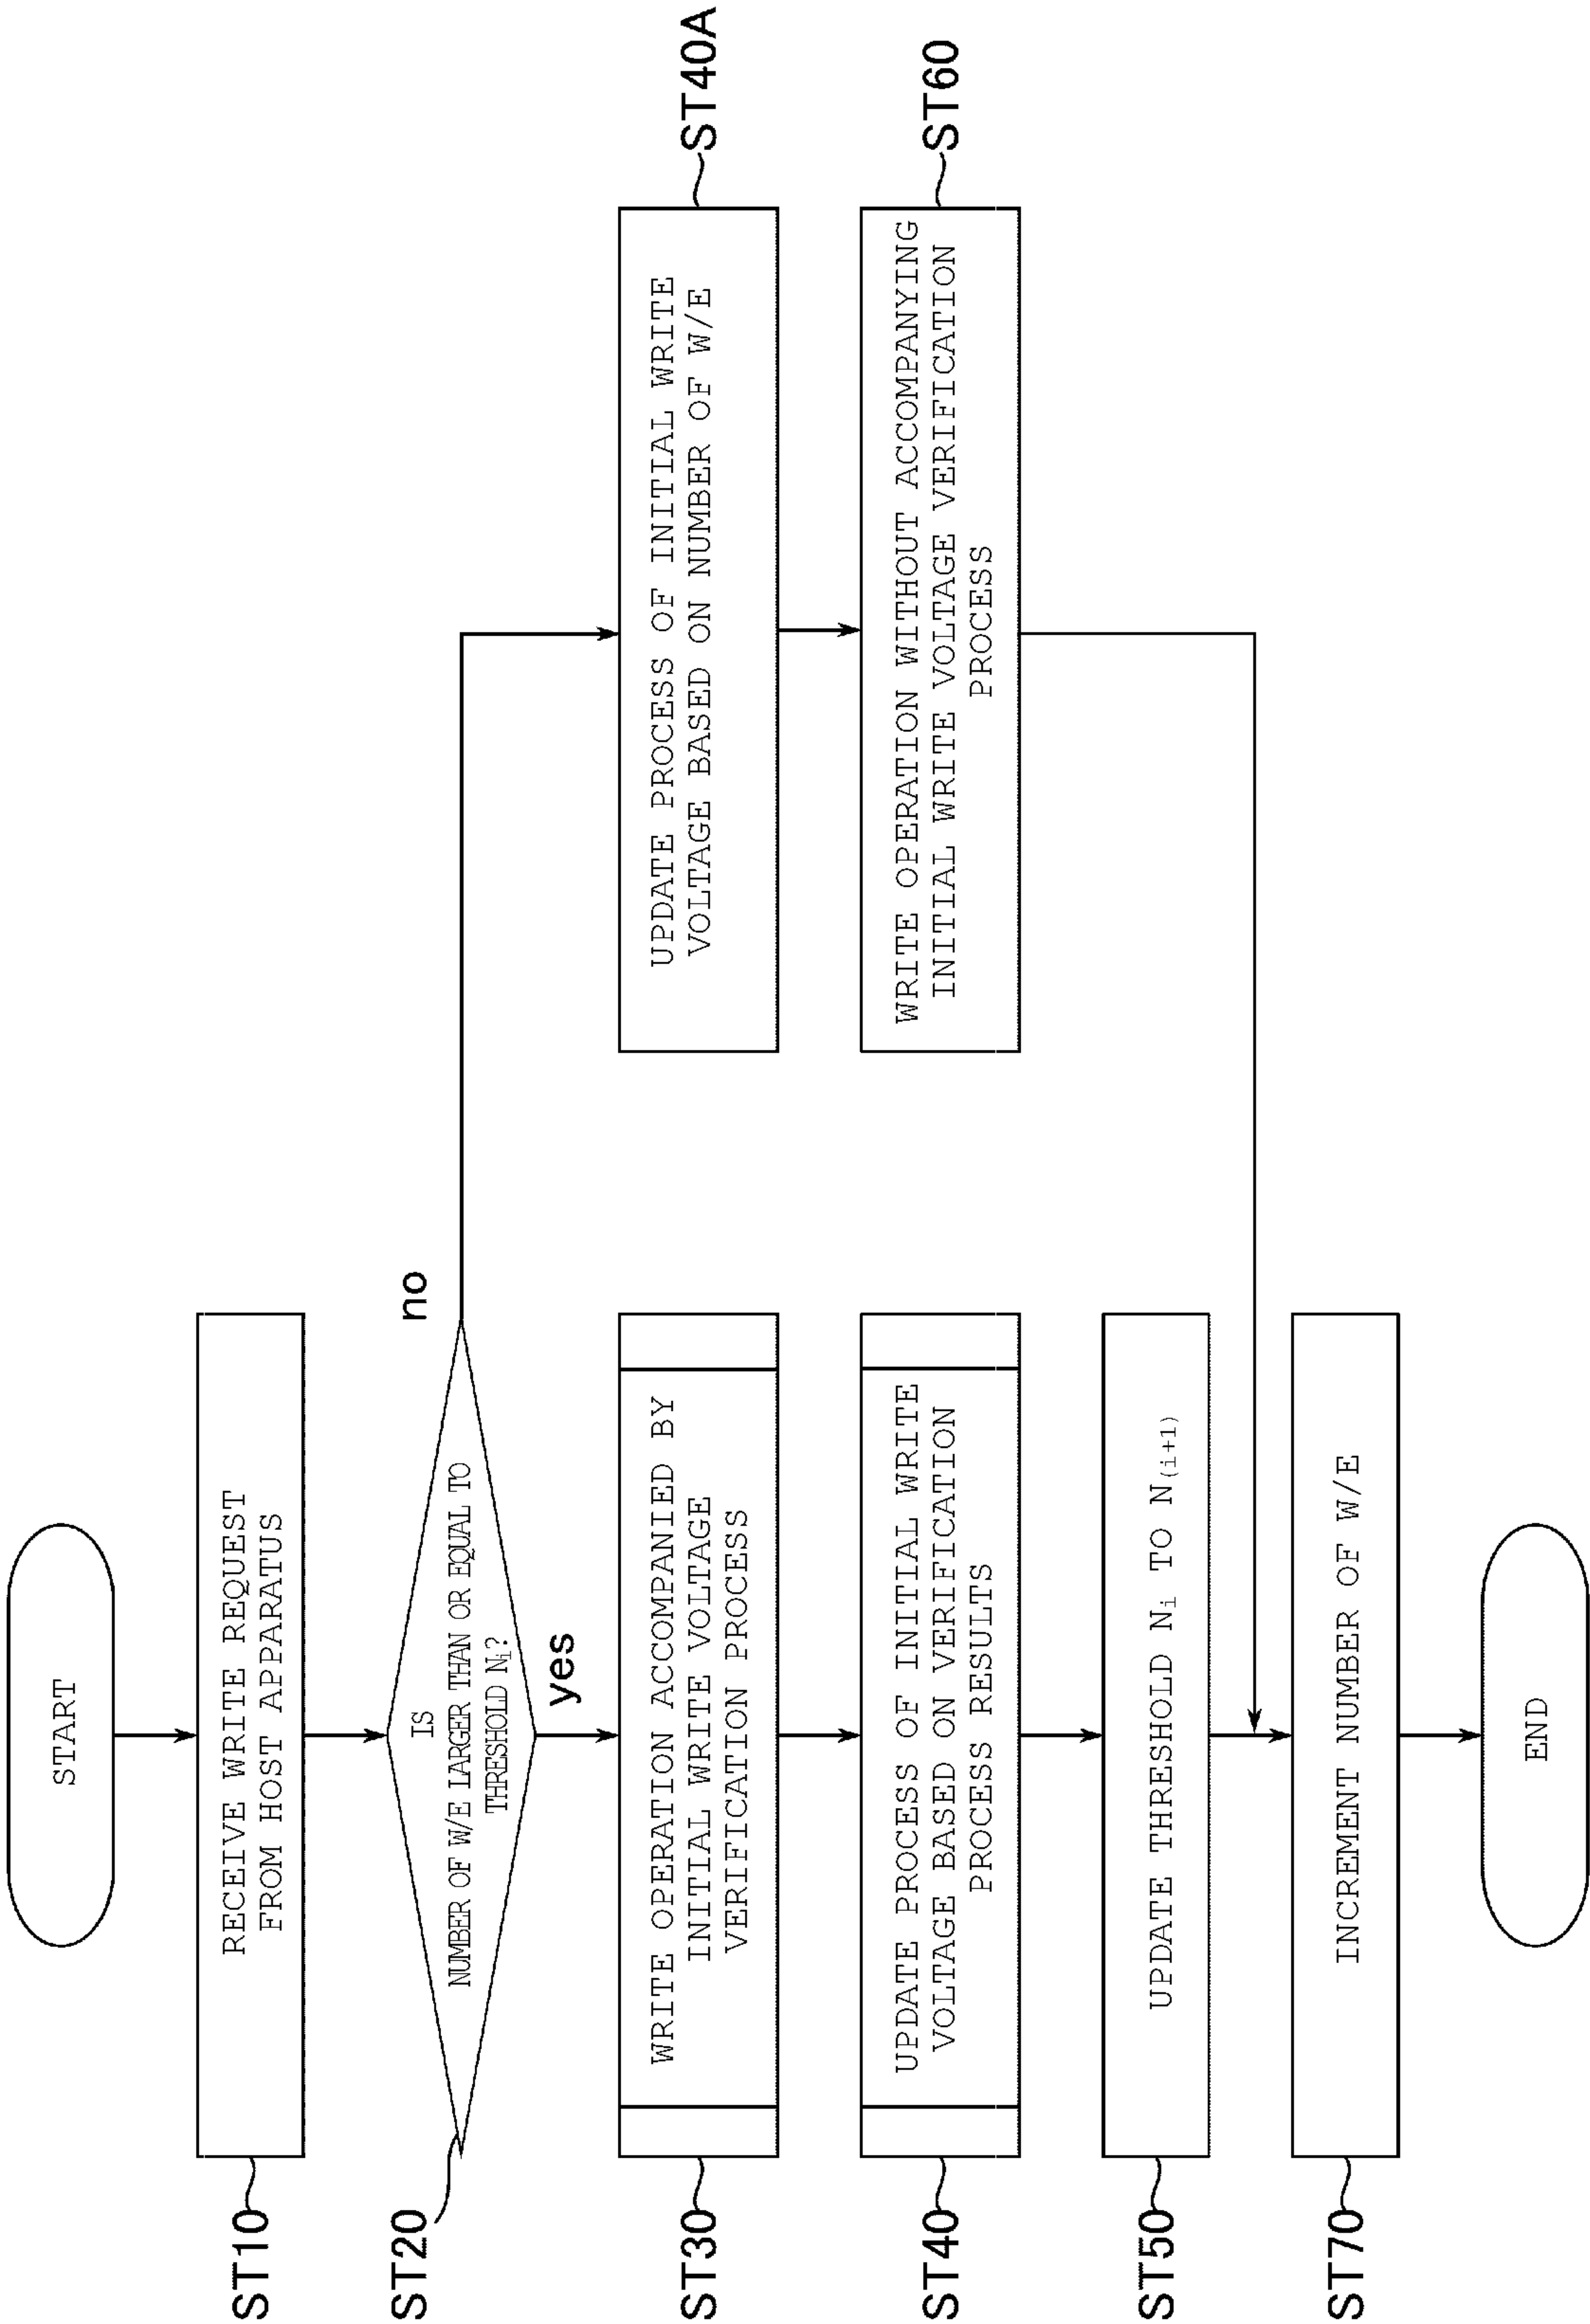 START
ST10
RECEIVE WRITE REQUEST
FROM HOST APPARATUS
ST20
IS
NUMBER OF W/E LARGER THAN OR EQUAL TO
THRESHOLD Ni?
no
yes
ST30
WRITE OPERATION ACCOMPANIED BY
INITIAL WRITE VOLTAGE
VERIFICATION PROCESS
UPDATE PROCESS OF INITIAL WRITE
VOLTAGE BASED ON NUMBER OF W/E
ST40A
ST40
UPDATE PROCESS OF INITIAL WRITE
VOLTAGE BASED ON VERIFICATION
PROCESS RESULTS
WRITE OPERATION WITHOUT ACCOMPANYING
INITIAL WRITE VOLTAGE VERIFICATION
PROCESS
ST60
ST50
UPDATE THRESHOLD Ni TO N(i+1)
ST70
INCREMENT NUMBER OF W/E
END